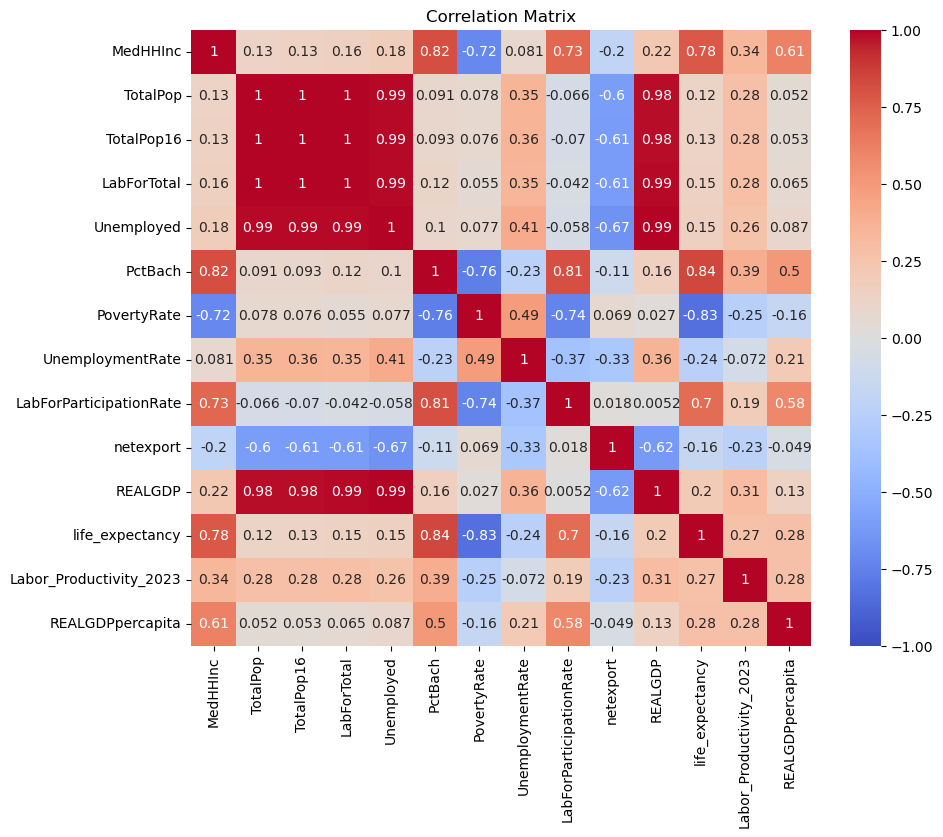 Correlation Matrix
MedHHInc 1 0.13 0.13 0.16 0.18 0.82 -0.72 0.081 0.73 -0.2 0.22 0.78 0.34 0.61
TotalPop 0.13 1 1 1 0.99 0.091 0.078 0.35 -0.066 -0.6 0.98 0.12 0.28 0.052
TotalPop16 0.13 1 1 1 0.99 0.093 0.076 0.36 -0.07 -0.61 0.98 0.13 0.28 0.053
LabForTotal 0.16 1 1 1 0.99 0.12 0.055 0.35 -0.042 -0.61 0.99 0.15 0.28 0.065
Unemployed 0.18 0.99 0.99 0.99 1 0.1 0.077 0.41 -0.058 -0.67 0.99 0.15 0.26 0.087
PctBach 0.82 0.091 0.093 0.12 0.1 1 -0.76 -0.23 0.81 -0.11 0.16 0.84 0.39 0.5
PovertyRate -0.72 0.078 0.076 0.055 0.077 -0.76 1 0.49 -0.74 0.069 0.027 -0.83 -0.25 -0.16
UnemploymentRate 0.081 0.35 0.36 0.35 0.41 -0.23 0.49 1 -0.37 -0.33 0.36 -0.24 -0.072 0.21
LabForParticipationRate 0.73 -0.066 -0.07 -0.042 -0.058 0.81 -0.74 -0.37 1 0.018 0.0052 0.7 0.19 0.58
netexport -0.2 -0.6 -0.61 -0.61 -0.67 -0.11 0.069 -0.33 0.018 1 -0.62 -0.16 -0.23 -0.049
REALGDP 0.22 0.98 0.98 0.99 0.99 0.16 0.027 0.36 0.0052 -0.62 1 0.2 0.31 0.13
life_expectancy 0.78 0.12 0.13 0.15 0.15 0.84 -0.83 -0.24 0.7 -0.16 0.2 1 0.27 0.28
Labor_Productivity_2023 0.34 0.28 0.28 0.28 0.26 0.39 -0.25 -0.072 0.19 -0.23 0.31 0.27 1 0.28
REALGDPpercapita 0.61 0.052 0.053 0.065 0.087 0.5 -0.16 0.21 0.58 -0.049 0.13 0.28 0.28 1
MedHHInc
TotalPop
TotalPop16
LabForTotal
Unemployed
PctBach
PovertyRate
UnemploymentRate
LabForParticipationRate
netexport
REALGDP
life_expectancy
Labor_Productivity_2023
REALGDPpercapita
1.00
0.75
0.50
0.25
0.00
−0.25
−0.50
−0.75
−1.00